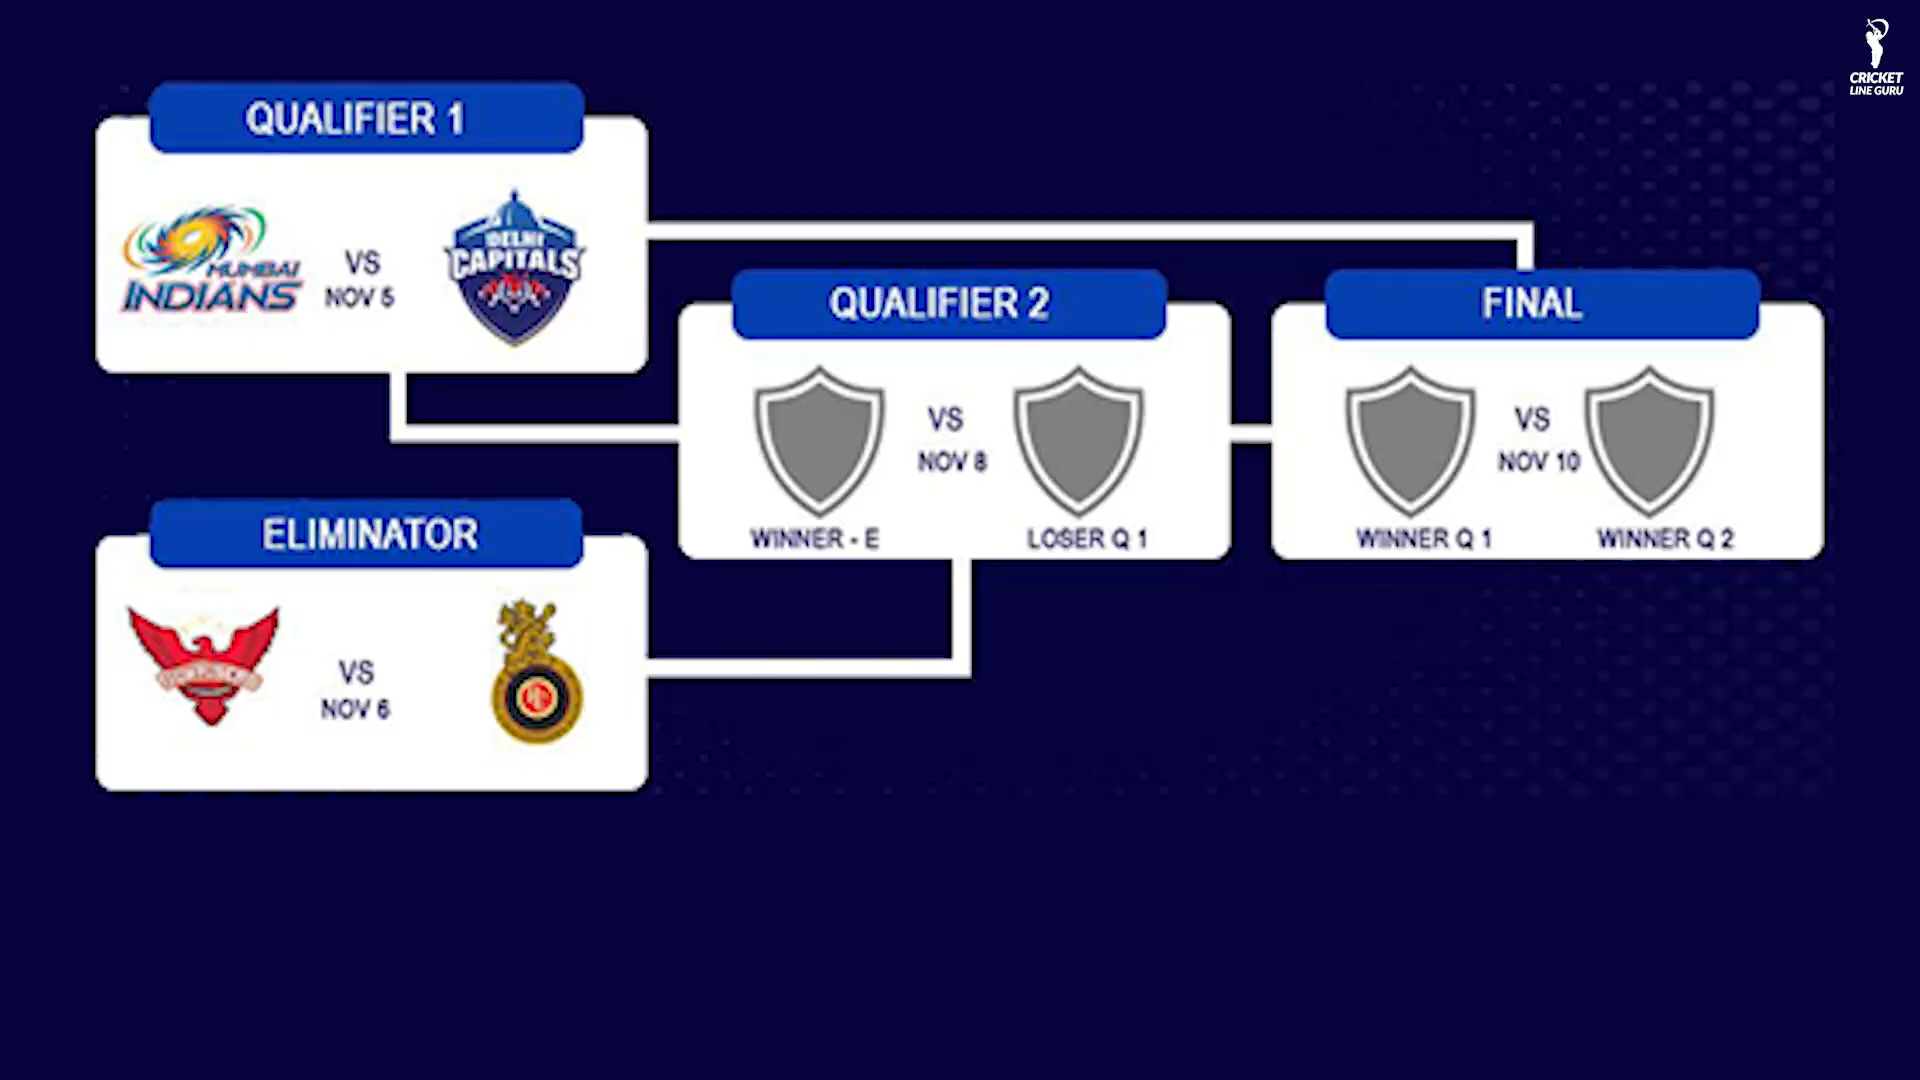 CRICKET
LINE GURU
QUALIFIER 1
MUMBAI
INDIANS
VS
NOV 5
DELHI
CAPITALS
QUALIFIER 2
VS
NOV 8
WINNER - E
LOSER Q 1
FINAL
VS
NOV 10
WINNER Q 1
WINNER Q 2
ELIMINATOR
VS
NOV 6